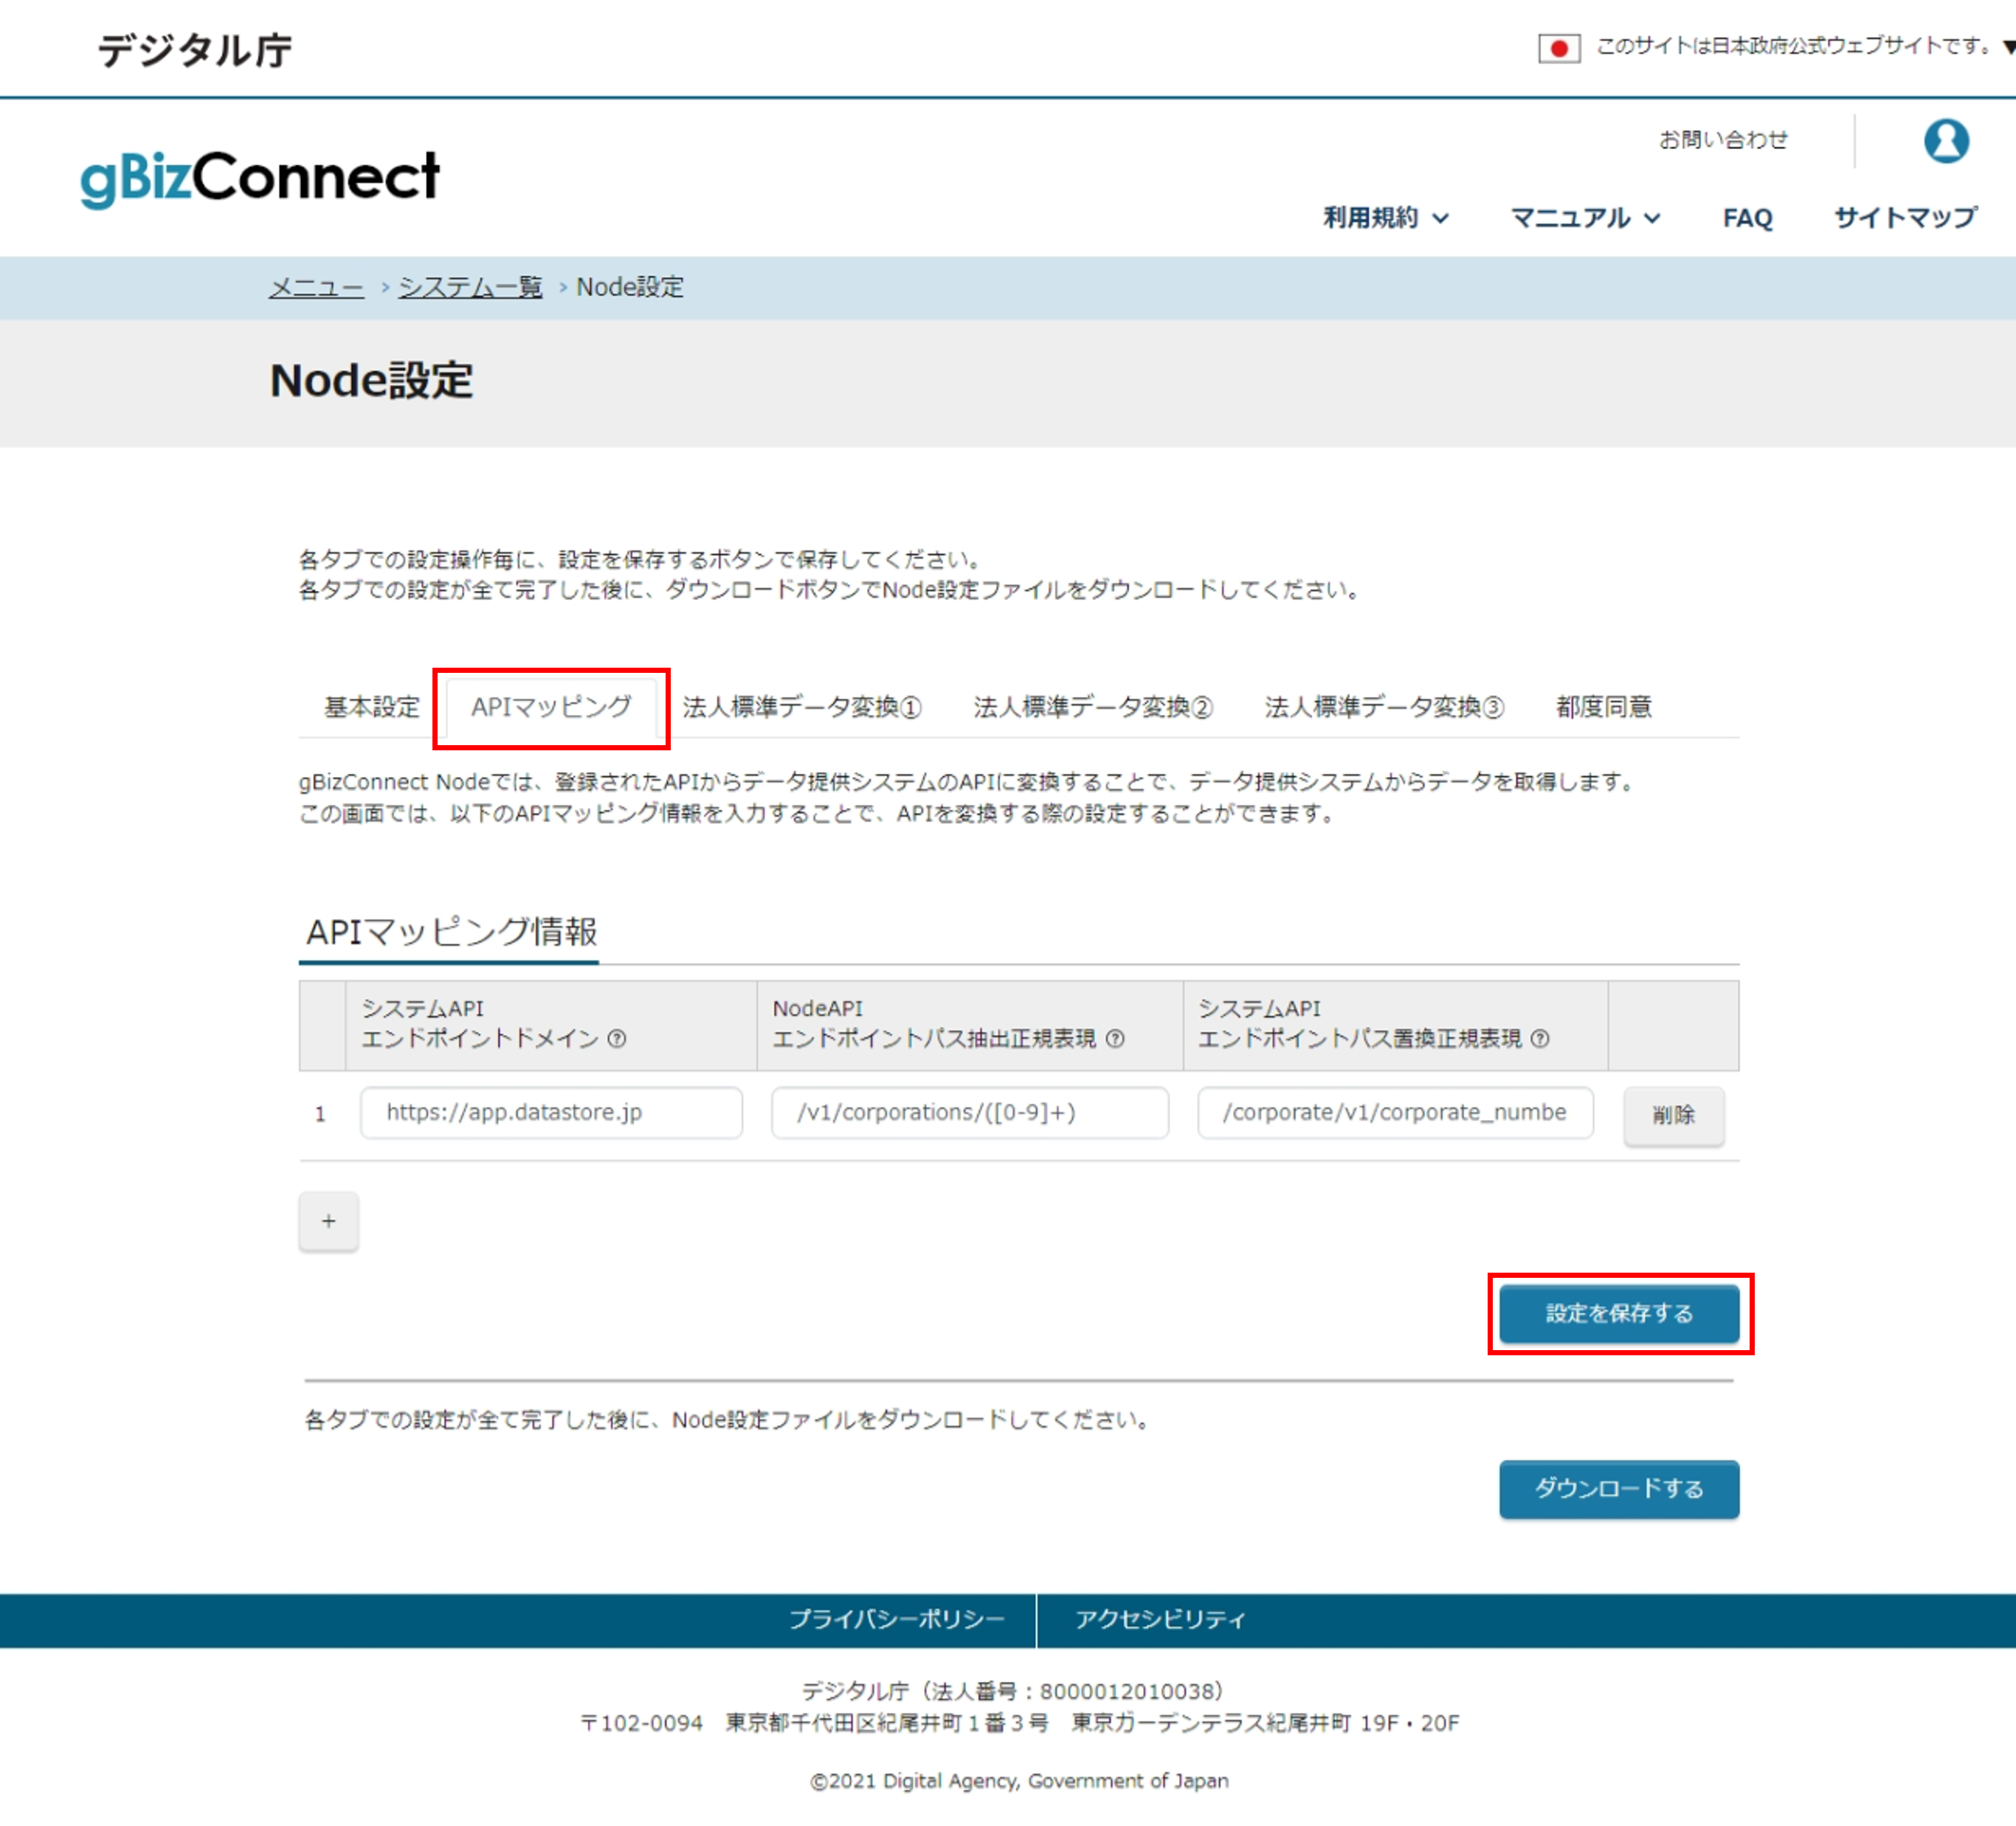 デジタル庁
このサイトは日本政府公式ウェブサイトです。▼
gBizConnect
お問い合わせ
利用規約
マニュアル
FAQ
サイトマップ
メニュー > システム一覧 > Node設定
Node設定
各タブでの設定操作毎に、設定を保存するボタンで保存してください。
各タブでの設定が全て完了した後に、ダウンロードボタンでNode設定ファイルをダウンロードしてください。
基本設定 APIマッピング 法人標準データ変換① 法人標準データ変換② 法人標準データ変換③ 都度同意
gBizConnect Nodeでは、登録されたAPIからデータ提供システムのAPIに変換することで、データ提供システムからデータを取得します。
この画面では、以下のAPIマッピング情報を入力することで、APIを変換する際の設定することができます。
APIマッピング情報
システムAPI
エンドポイントドメイン ?
NodeAPI
エンドポイントパス抽出正規表現 ?
システムAPI
エンドポイントパス置換正規表現 ?
1 https://app.datastore.jp /v1/corporations/([0-9]+) /corporate/v1/corporate_numbe 削除
+
設定を保存する
各タブでの設定が全て完了した後に、Node設定ファイルをダウンロードしてください。
ダウンロードする
プライバシーポリシー
アクセシビリティ
デジタル庁（法人番号：8000012010038）
〒102-0094 東京都千代田区紀尾井町１番３号 東京ガーデンテラス紀尾井町 19F・20F
©2021 Digital Agency, Government of Japan